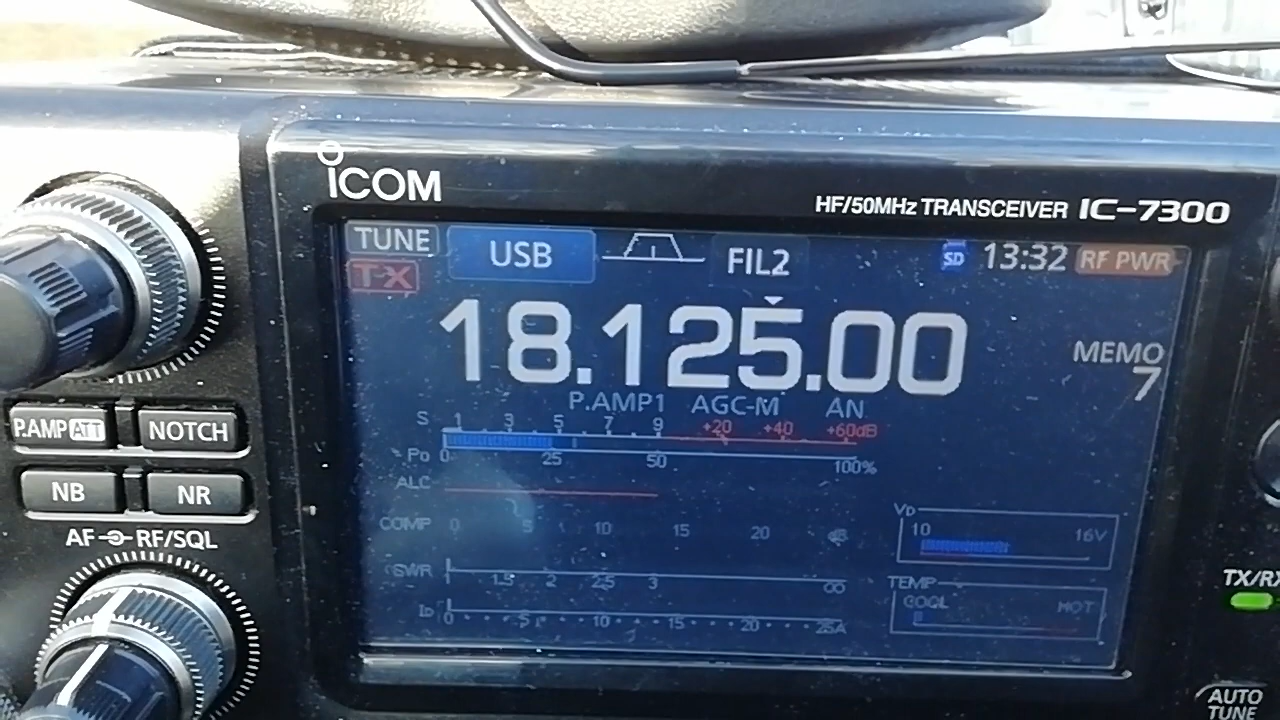 ICOM
HF/50MHz TRANSCEIVER IC-7300
TUNE USB FIL2 SD 13:32 RF PWR
T-X
18.125.00
MEMO
7
P.AMP1 AGC-M AN
S 1 3 5 7 9 +20 +40 +60dB
Po 0 25 50 100%
ALC
COMP 0 5 10 15 20 dB
SWR 1 1.5 2 2.5 3 ∞
ID 0 5 10 15 20 25A
VD
10 16V
TEMP
COOL HOT
P.AMP ATT NOTCH
NB NR
AF RF/SQL
TX/RX
AUTO
TUNE